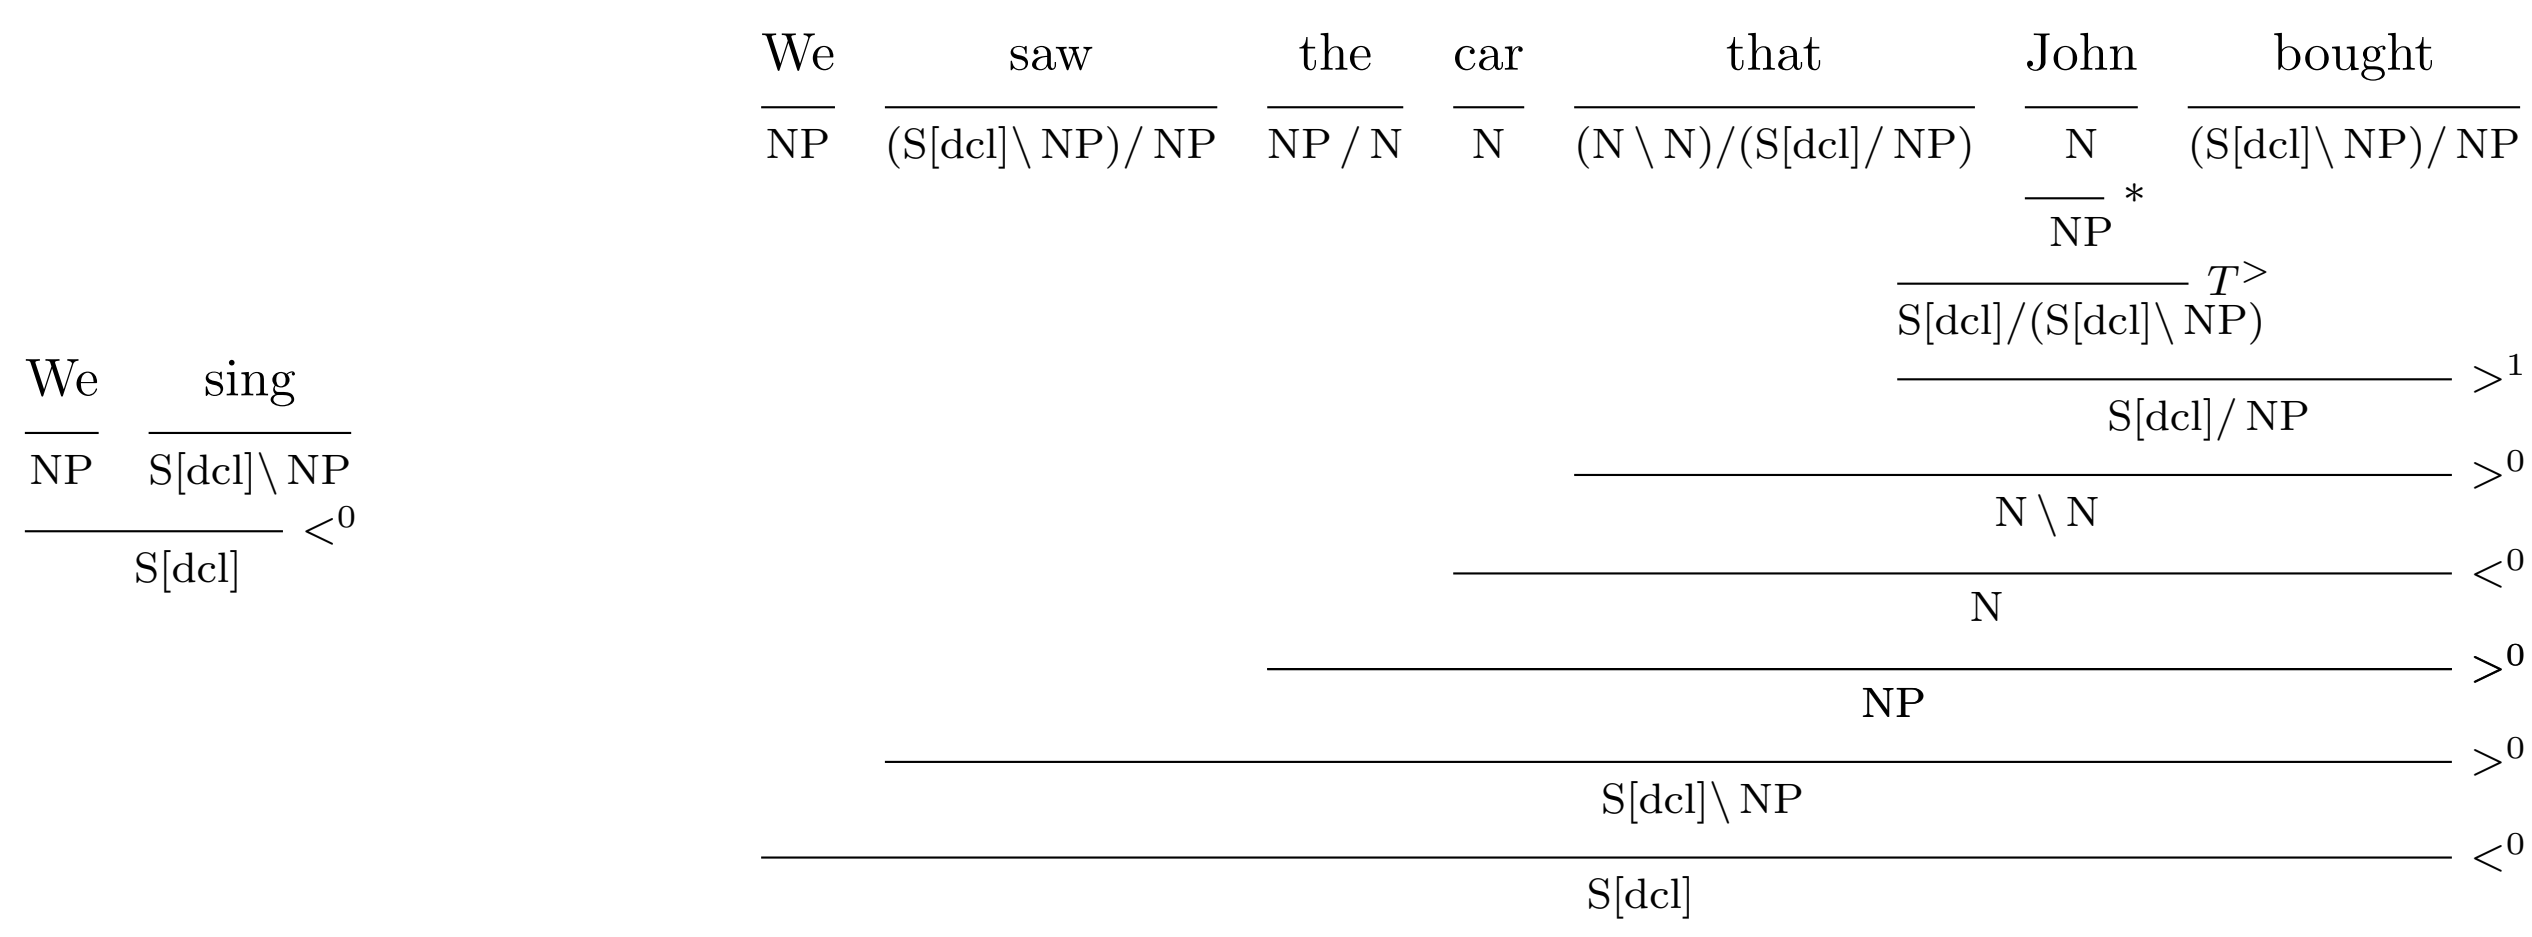 We sing
NP S[dcl]\ NP
<⁰
S[dcl]
We saw the car that John bought
NP (S[dcl]\ NP)/ NP NP / N N (N \ N)/(S[dcl]/ NP) N (S[dcl]\ NP)/ NP
*
NP
T^>
S[dcl]/(S[dcl]\ NP)
>¹
S[dcl]/ NP
>⁰
N \ N
<⁰
N
>⁰
NP
>⁰
S[dcl]\ NP
<⁰
S[dcl]